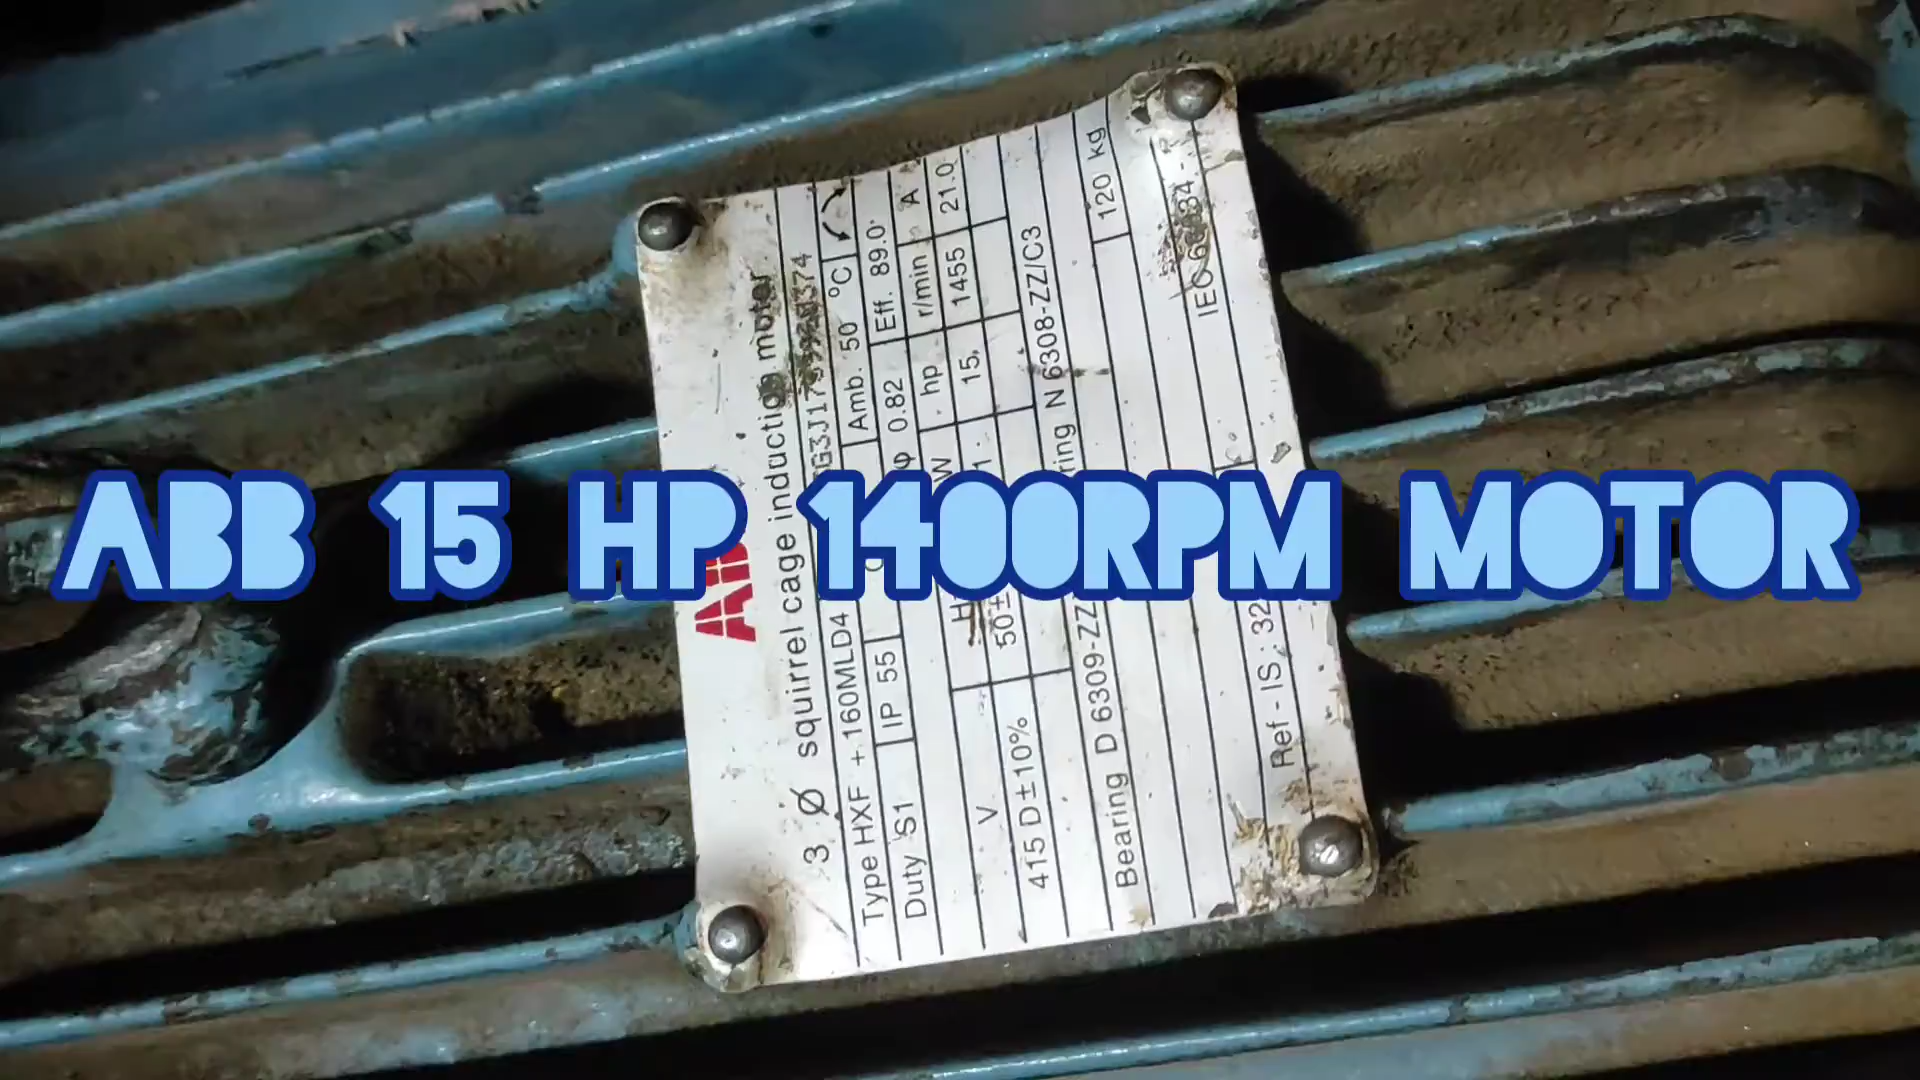 ABB 15 HP 1400RPM MOTOR
3 Ø squirrel cage induction motor
Type HXF + 160MLD4
Amb. 50 °C
Duty S1 IP 55 φ 0.82 Eff. 89.0
V hp r/min A
415 D±10% 50± 15. 1455 21.0
Bearing D 6309-ZZ N 6308-ZZ/C3
120 kg
Ref - IS: 32